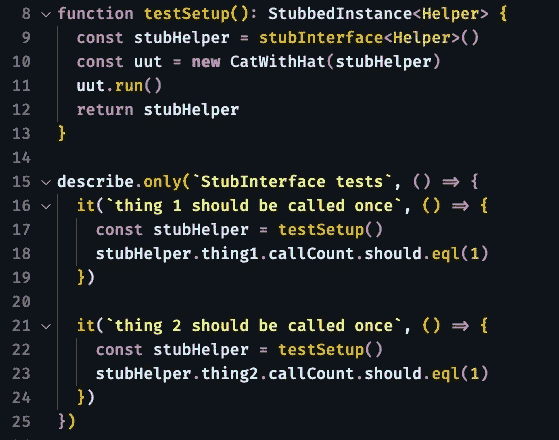 8 function testSetup(): StubbedInstance<Helper> {
9 const stubHelper = stubInterface<Helper>()
10 const uut = new CatWithHat(stubHelper)
11 uut.run()
12 return stubHelper
13 }
14
15 describe.only(`StubInterface tests`, () => {
16 it(`thing 1 should be called once`, () => {
17 const stubHelper = testSetup()
18 stubHelper.thing1.callCount.should.eql(1)
19 })
20
21 it(`thing 2 should be called once`, () => {
22 const stubHelper = testSetup()
23 stubHelper.thing2.callCount.should.eql(1)
24 })
25 })